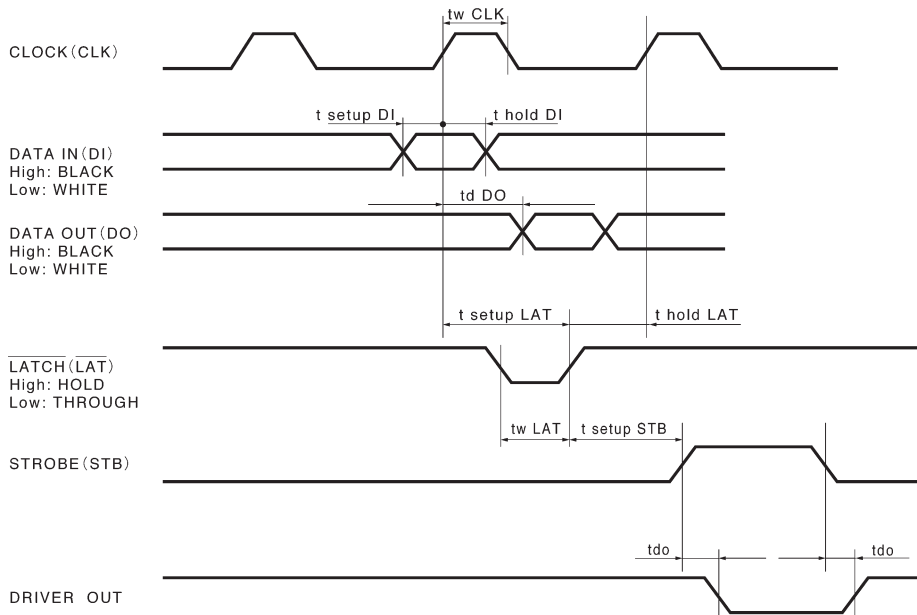 tw CLK
CLOCK(CLK)
t setup DI
t hold DI
DATA IN(DI)
High: BLACK
Low: WHITE
td DO
DATA OUT(DO)
High: BLACK
Low: WHITE
t setup LAT
t hold LAT
LATCH(LAT)
High: HOLD
Low: THROUGH
tw LAT
t setup STB
STROBE(STB)
tdo
tdo
DRIVER OUT